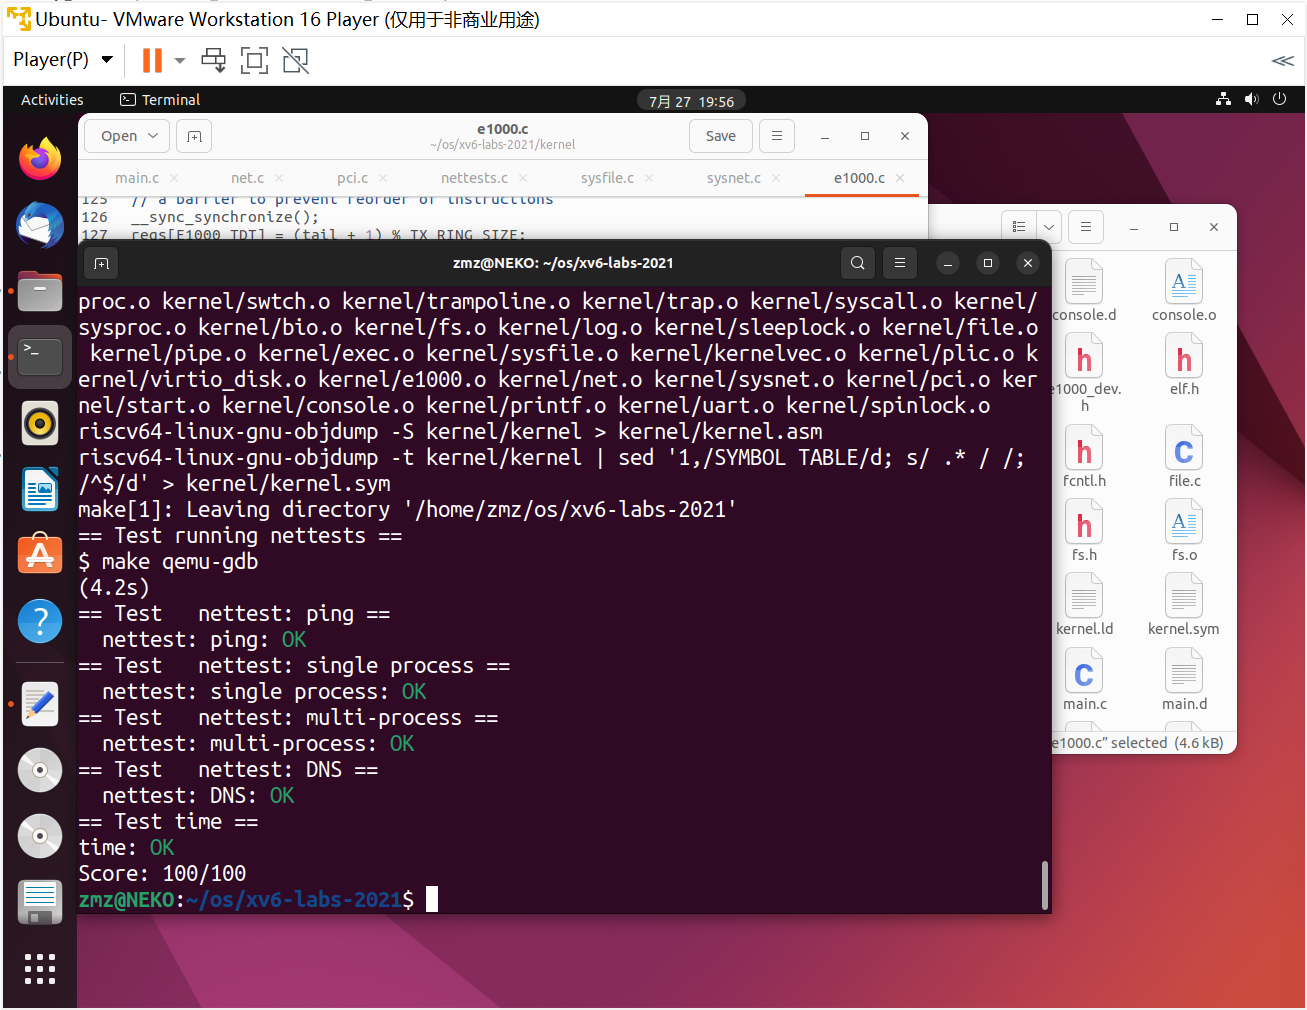 Ubuntu- VMware Workstation 16 Player (仅用于非商业用途)
Player(P)
Activities
Terminal
7月 27 19:56
Open
e1000.c
~/os/xv6-labs-2021/kernel
Save
main.c
net.c
pci.c
nettests.c
sysfile.c
sysnet.c
e1000.c
125 // a barrier to prevent reorder of instructions
126 __sync_synchronize();
127 regs[E1000_TDT] = (tail + 1) % TX_RING_SIZE;
zmz@NEKO: ~/os/xv6-labs-2021
proc.o kernel/swtch.o kernel/trampoline.o kernel/trap.o kernel/syscall.o kernel/
sysproc.o kernel/bio.o kernel/fs.o kernel/log.o kernel/sleeplock.o kernel/file.o
kernel/pipe.o kernel/exec.o kernel/sysfile.o kernel/kernelvec.o kernel/plic.o k
ernel/virtio_disk.o kernel/e1000.o kernel/net.o kernel/sysnet.o kernel/pci.o ker
nel/start.o kernel/console.o kernel/printf.o kernel/uart.o kernel/spinlock.o
riscv64-linux-gnu-objdump -S kernel/kernel > kernel/kernel.asm
riscv64-linux-gnu-objdump -t kernel/kernel | sed '1,/SYMBOL TABLE/d; s/ .* / /;
/^$/d' > kernel/kernel.sym
make[1]: Leaving directory '/home/zmz/os/xv6-labs-2021'
== Test running nettests ==
$ make qemu-gdb
(4.2s)
== Test   nettest: ping ==
nettest: ping: OK
== Test   nettest: single process ==
nettest: single process: OK
== Test   nettest: multi-process ==
nettest: multi-process: OK
== Test   nettest: DNS ==
nettest: DNS: OK
== Test time ==
time: OK
Score: 100/100
zmz@NEKO:~/os/xv6-labs-2021$
console.d
console.o
e1000_dev.
h
elf.h
fcntl.h
file.c
fs.h
fs.o
kernel.ld
kernel.sym
main.c
main.d
e1000.c” selected (4.6 kB)